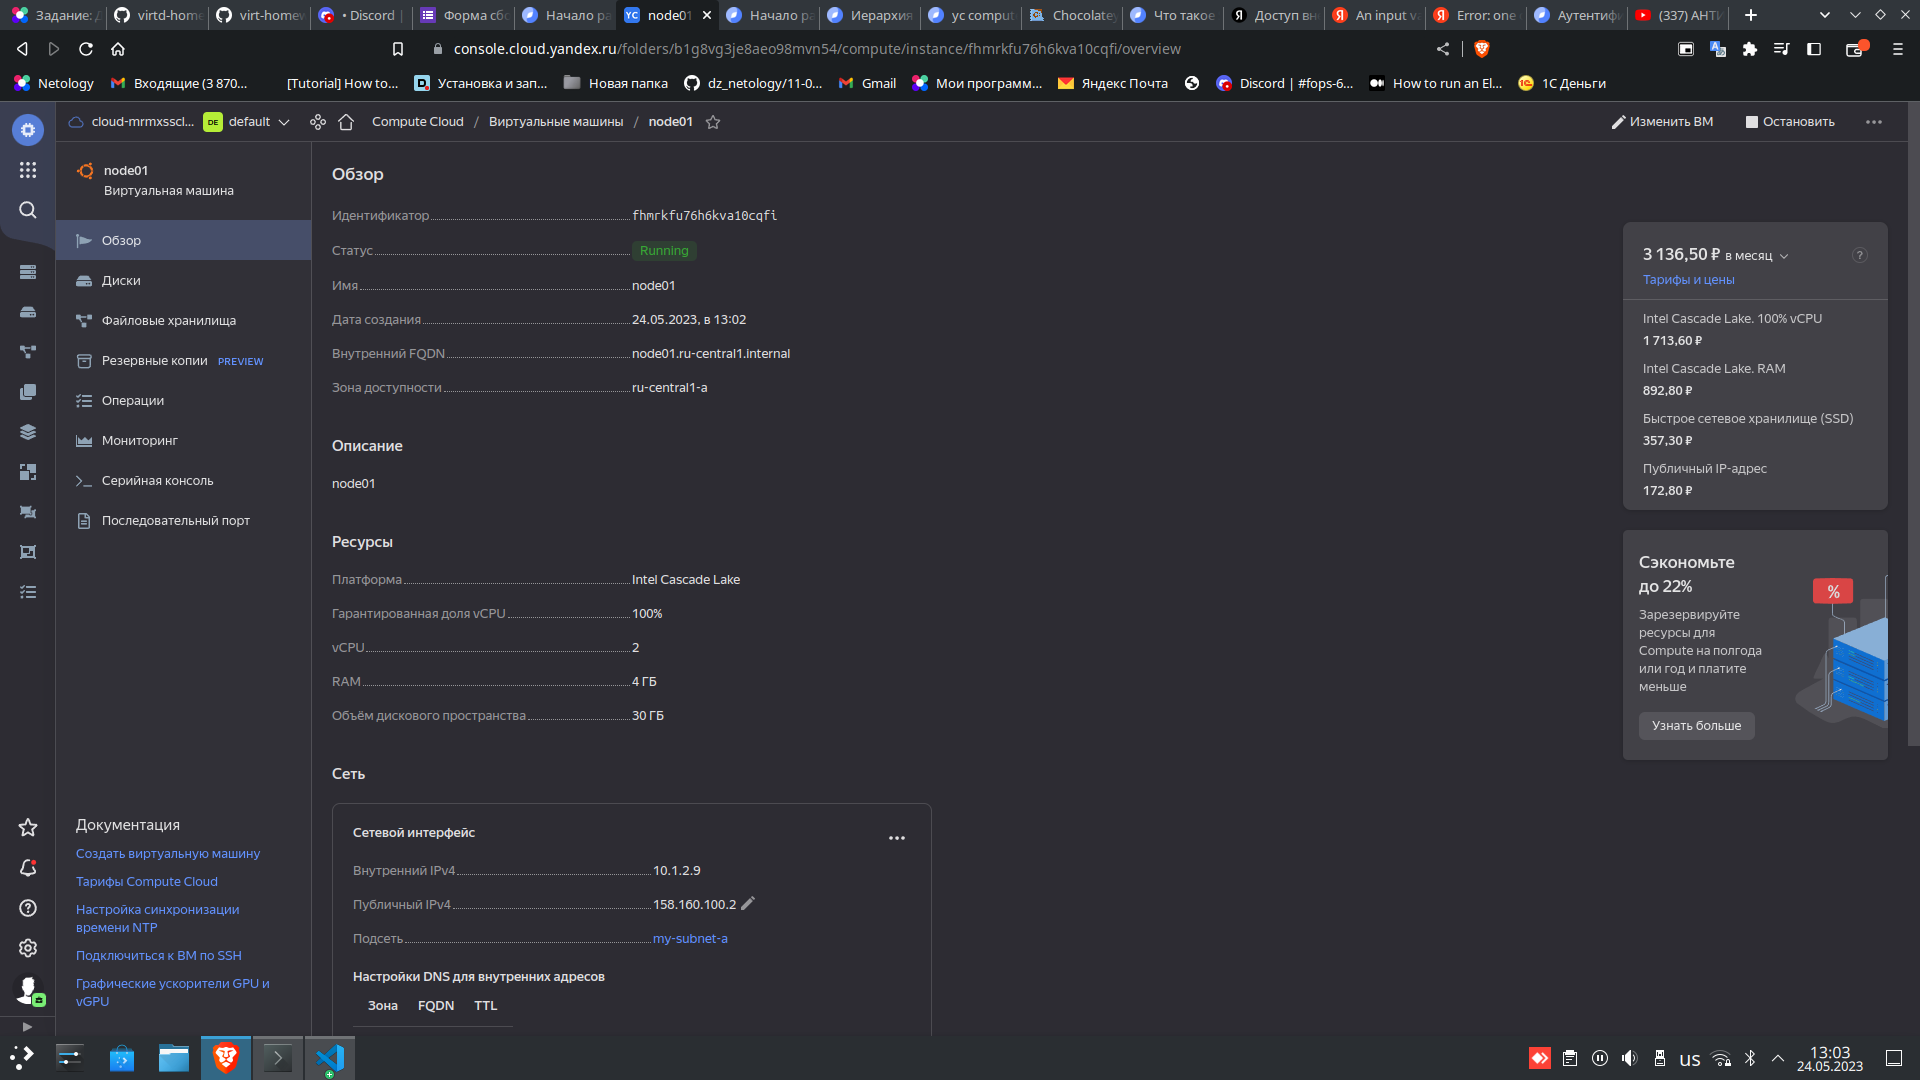 Задание: Д
virtd-home
virt-homew
• Discord |
Форма сбо
Начало ра
node01
Начало ра
Иерархия
yc comput
Chocolatey
Что такое
Доступ вн
An input va
Error: one o
Аутентифи
(337) АНТИ
console.cloud.yandex.ru/folders/b1g8vg3je8aeo98mvn54/compute/instance/fhmrkfu76h6kva10cqfi/overview
Netology
Входящие (3 870...
[Tutorial] How to...
Установка и зап...
Новая папка
dz_netology/11-0...
Gmail
Мои программ...
Яндекс Почта
Discord | #fops-6...
How to run an El...
1С Деньги
cloud-mrmxsscl...
DE
default
Compute Cloud / Виртуальные машины / node01
Изменить ВМ
Остановить
node01
Виртуальная машина
Обзор
Диски
Файловые хранилища
Резервные копии PREVIEW
Операции
Мониторинг
Серийная консоль
Последовательный порт
Документация
Создать виртуальную машину
Тарифы Compute Cloud
Настройка синхронизации
времени NTP
Подключиться к ВМ по SSH
Графические ускорители GPU и
vGPU
Обзор
Идентификатор fhmrkfu76h6kva10cqfi
Статус Running
Имя node01
Дата создания 24.05.2023, в 13:02
Внутренний FQDN node01.ru-central1.internal
Зона доступности ru-central1-a
Описание
node01
Ресурсы
Платформа Intel Cascade Lake
Гарантированная доля vCPU 100%
vCPU 2
RAM 4 ГБ
Объём дискового пространства 30 ГБ
Сеть
Сетевой интерфейс
Внутренний IPv4 10.1.2.9
Публичный IPv4 158.160.100.2
Подсеть my-subnet-a
Настройки DNS для внутренних адресов
Зона FQDN TTL
3 136,50 ₽ в месяц
Тарифы и цены
Intel Cascade Lake. 100% vCPU
1 713,60 ₽
Intel Cascade Lake. RAM
892,80 ₽
Быстрое сетевое хранилище (SSD)
357,30 ₽
Публичный IP-адрес
172,80 ₽
Сэкономьте
до 22%
Зарезервируйте
ресурсы для
Compute на полгода
или год и платите
меньше
Узнать больше
%
us
13:03
24.05.2023